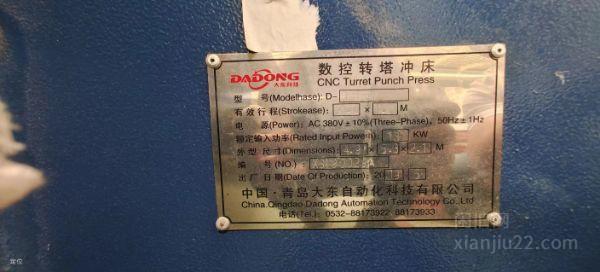 DADONG
大东科技
数控转塔冲床
CNC Turret Punch Press
型 号(Modelhase): D-
有效行程(Strokease): × M
电 源(Power): AC 380V±10%(Three-Phase), 50Hz±1Hz
额定输入功率(Rated Input Power): KW
外型尺寸(Dimensions): × × M
编 号(NO.):
出厂日期(Date Of Production): 20
中国·青岛大东自动化科技有限公司
China.Qingdao Dadong Automation Technology Co.,Ltd
电话(Tel.): 0532-88173922 88173933
xianjiu22.com
定位